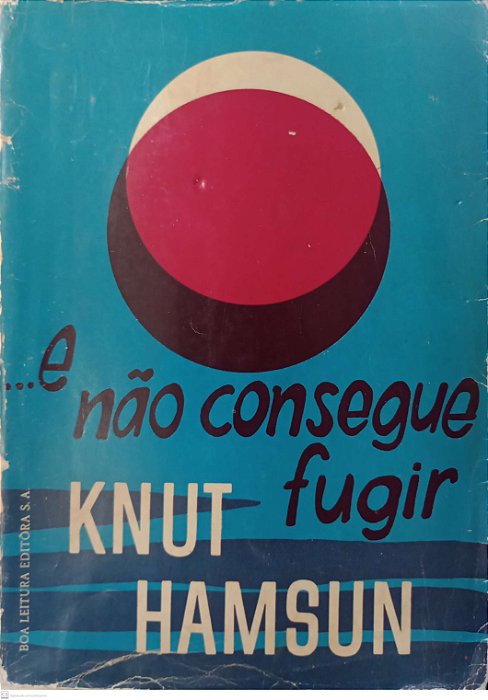 ...e
não consegue
fugir
KNUT
HAMSUN
BOA LEITURA EDITÔRA S.A.